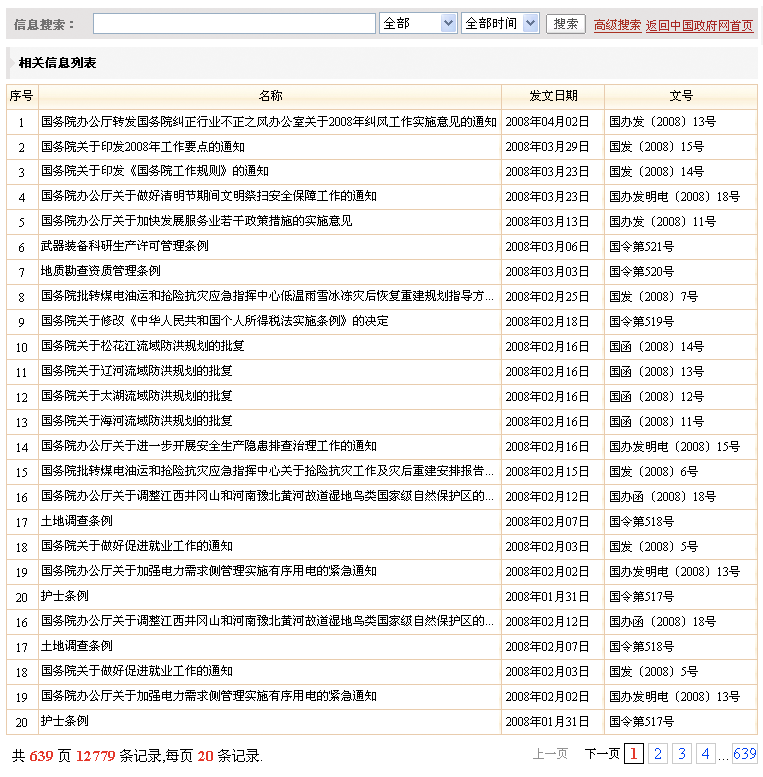 信息搜索： 全部 全部时间 搜索 高级搜索 返回中国政府网首页
相关信息列表
序号 名称 发文日期 文号
1 国务院办公厅转发国务院纠正行业不正之风办公室关于2008年纠风工作实施意见的通知 2008年04月02日 国办发〔2008〕13号
2 国务院关于印发2008年工作要点的通知 2008年03月29日 国发〔2008〕15号
3 国务院关于印发《国务院工作规则》的通知 2008年03月23日 国发〔2008〕14号
4 国务院办公厅关于做好清明节期间文明祭扫安全保障工作的通知 2008年03月23日 国办发明电〔2008〕18号
5 国务院办公厅关于加快发展服务业若干政策措施的实施意见 2008年03月13日 国办发〔2008〕11号
6 武器装备科研生产许可管理条例 2008年03月06日 国令第521号
7 地质勘查资质管理条例 2008年03月03日 国令第520号
8 国务院批转煤电油运和抢险抗灾应急指挥中心低温雨雪冰冻灾后恢复重建规划指导方... 2008年02月25日 国发〔2008〕7号
9 国务院关于修改《中华人民共和国个人所得税法实施条例》的决定 2008年02月18日 国令第519号
10 国务院关于松花江流域防洪规划的批复 2008年02月16日 国函〔2008〕14号
11 国务院关于辽河流域防洪规划的批复 2008年02月16日 国函〔2008〕13号
12 国务院关于太湖流域防洪规划的批复 2008年02月16日 国函〔2008〕12号
13 国务院关于海河流域防洪规划的批复 2008年02月16日 国函〔2008〕11号
14 国务院办公厅关于进一步开展安全生产隐患排查治理工作的通知 2008年02月16日 国办发明电〔2008〕15号
15 国务院批转煤电油运和抢险抗灾应急指挥中心关于抢险抗灾工作及灾后重建安排报告... 2008年02月15日 国发〔2008〕6号
16 国务院办公厅关于调整江西井冈山和河南豫北黄河故道湿地鸟类国家级自然保护区的... 2008年02月12日 国办函〔2008〕18号
17 土地调查条例 2008年02月07日 国令第518号
18 国务院关于做好促进就业工作的通知 2008年02月03日 国发〔2008〕5号
19 国务院办公厅关于加强电力需求侧管理实施有序用电的紧急通知 2008年02月02日 国办发明电〔2008〕13号
20 护士条例 2008年01月31日 国令第517号
16 国务院办公厅关于调整江西井冈山和河南豫北黄河故道湿地鸟类国家级自然保护区的... 2008年02月12日 国办函〔2008〕18号
17 土地调查条例 2008年02月07日 国令第518号
18 国务院关于做好促进就业工作的通知 2008年02月03日 国发〔2008〕5号
19 国务院办公厅关于加强电力需求侧管理实施有序用电的紧急通知 2008年02月02日 国办发明电〔2008〕13号
20 护士条例 2008年01月31日 国令第517号
共 639 页 12779 条记录,每页 20 条记录. 上一页 下一页 1 2 3 4 ... 639